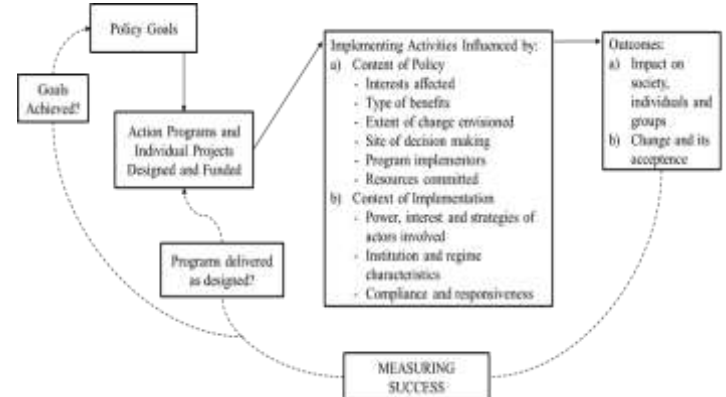 Policy Goals
Goals
Achieved?
Action Programs and
Individual Projects
Designed and Funded
Programs delivered
as designed?
Implementing Activities Influenced by:
a) Content of Policy
- Interests affected
- Type of benefits
- Extent of change envisioned
- Site of decision making
- Program implementors
- Resources committed
b) Context of Implementation
- Power, interest and strategies of
actors involved
- Institution and regime
characteristics
- Compliance and responsiveness
Outcomes:
a) Impact on
society,
individuals and
groups
b) Change and its
acceptence
MEASURING
SUCCESS